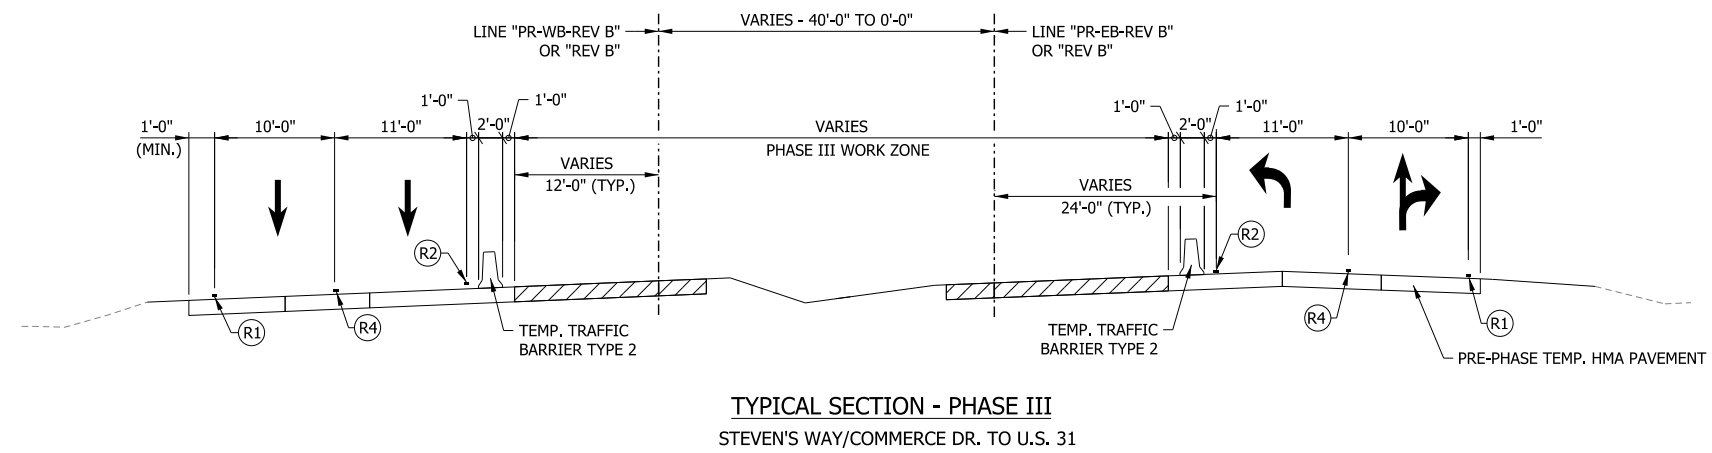 VARIES - 40'-0" TO 0'-0"
LINE "PR-WB-REV B"
OR "REV B"
LINE "PR-EB-REV B"
OR "REV B"
1'-0"
(MIN.)
10'-0"
11'-0"
1'-0"
2'-0"
1'-0"
VARIES
PHASE III WORK ZONE
1'-0"
2'-0"
1'-0"
11'-0"
10'-0"
1'-0"
VARIES
12'-0" (TYP.)
VARIES
24'-0" (TYP.)
R2
R2
R1
R4
TEMP. TRAFFIC
BARRIER TYPE 2
TEMP. TRAFFIC
BARRIER TYPE 2
R4
R1
PRE-PHASE TEMP. HMA PAVEMENT
TYPICAL SECTION - PHASE III
STEVEN'S WAY/COMMERCE DR. TO U.S. 31